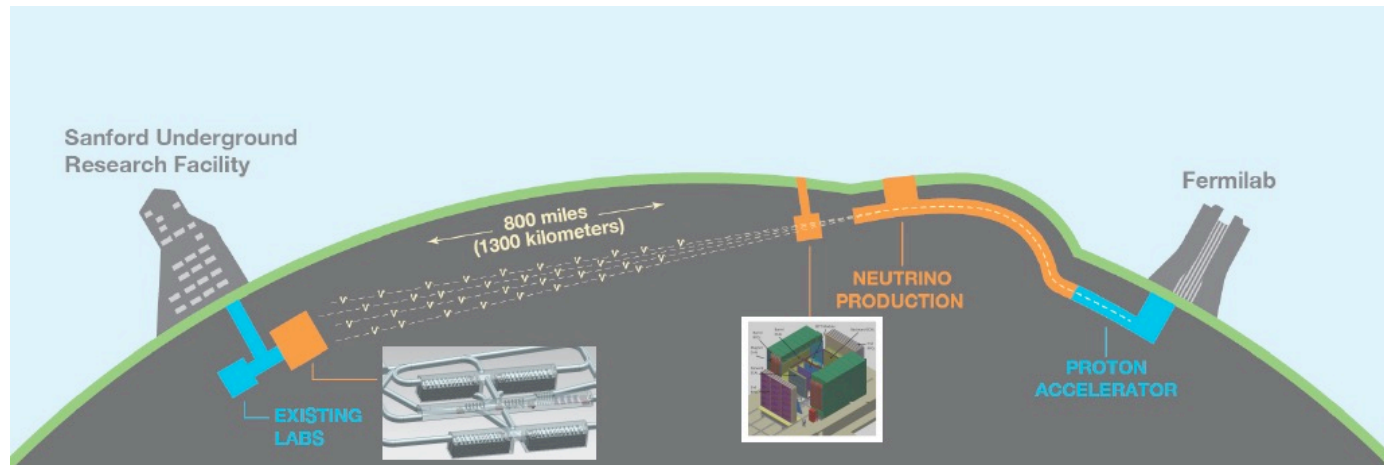 Sanford Underground
Research Facility
Fermilab
800 miles
(1300 kilometers)
NEUTRINO
PRODUCTION
PROTON
ACCELERATOR
EXISTING
LABS